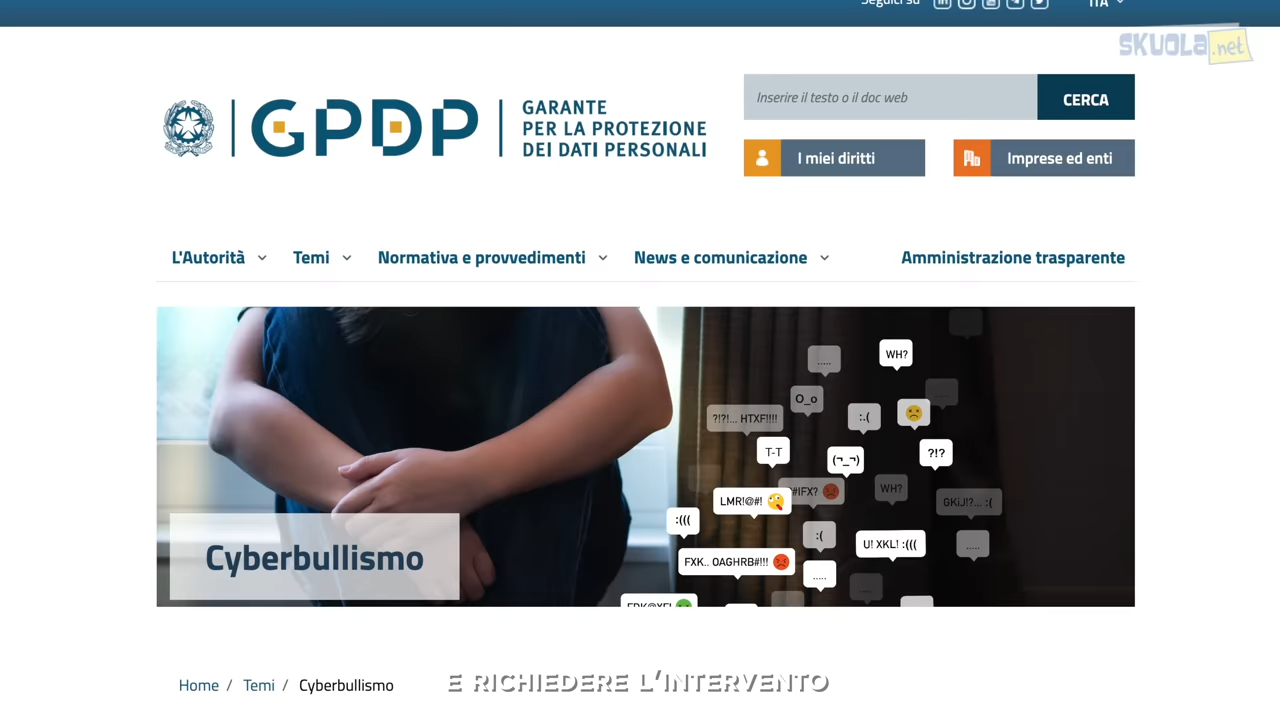 Seguici su
ITA
SKUOLA.net
GPDP
GARANTE
PER LA PROTEZIONE
DEI DATI PERSONALI
Inserire il testo o il doc web
CERCA
I miei diritti
Imprese ed enti
L'Autorità
Temi
Normativa e provvedimenti
News e comunicazione
Amministrazione trasparente
WH?
.....
O_o
?!?!... HTXF!!!!
:.(
T-T
(¬_¬)
?!?
#IFX?
WH?
LMR!@#!
GKiJ!?... :(
:(((
:(
U! XKL! :(((
.....
FXK.. OAGHRB#!!!
.....
Cyberbullismo
Home / Temi / Cyberbullismo
E RICHIEDERE L'INTERVENTO